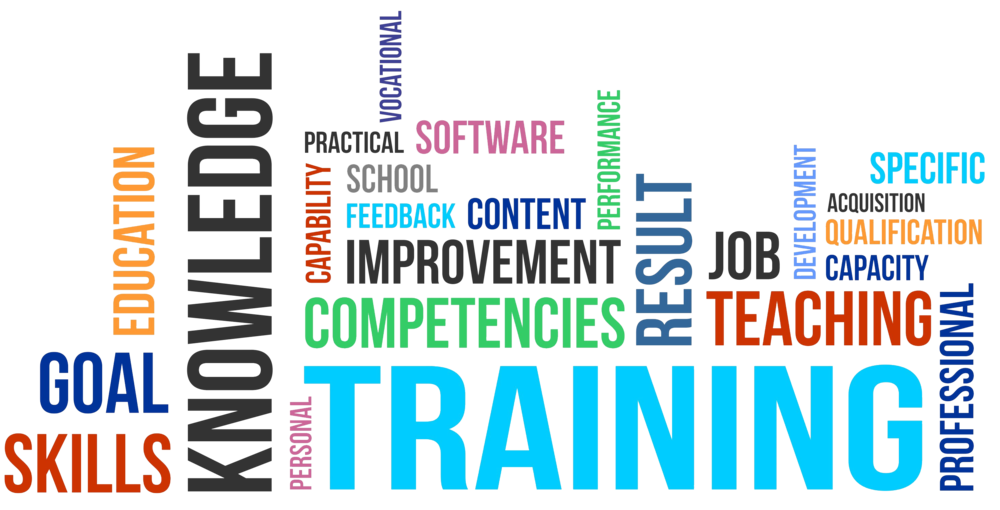 VOCATIONAL
KNOWLEDGE
PRACTICAL
SOFTWARE
PERFORMANCE
EDUCATION
CAPABILITY
SCHOOL
FEEDBACK
CONTENT
IMPROVEMENT
COMPETENCIES
RESULT
JOB
DEVELOPMENT
SPECIFIC
ACQUISITION
QUALIFICATION
CAPACITY
TEACHING
PROFESSIONAL
GOAL
SKILLS
PERSONAL
TRAINING